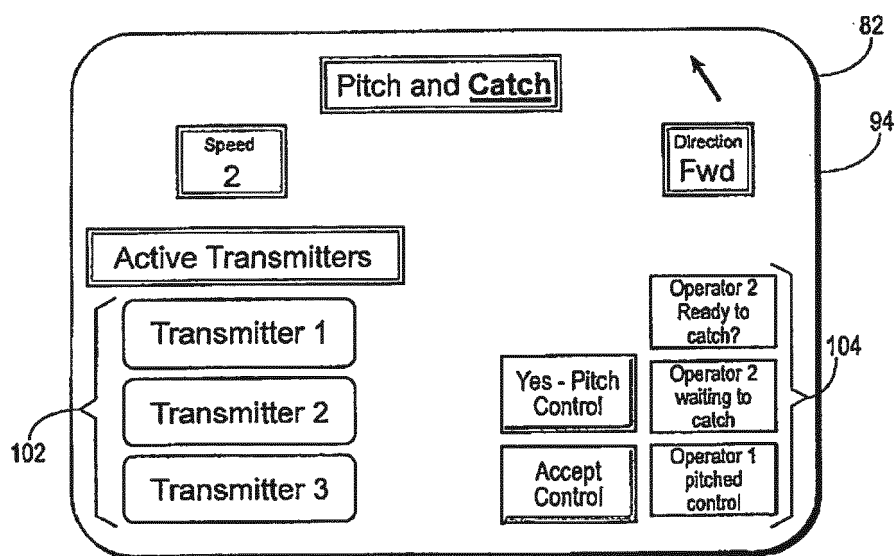 82
Pitch and Catch
94
Speed
2
Direction
Fwd
Active Transmitters
Transmitter 1
Transmitter 2
Transmitter 3
102
Yes - Pitch
Control
Accept
Control
Operator 2
Ready to
catch?
Operator 2
waiting to
catch
Operator 1
pitched
control
104